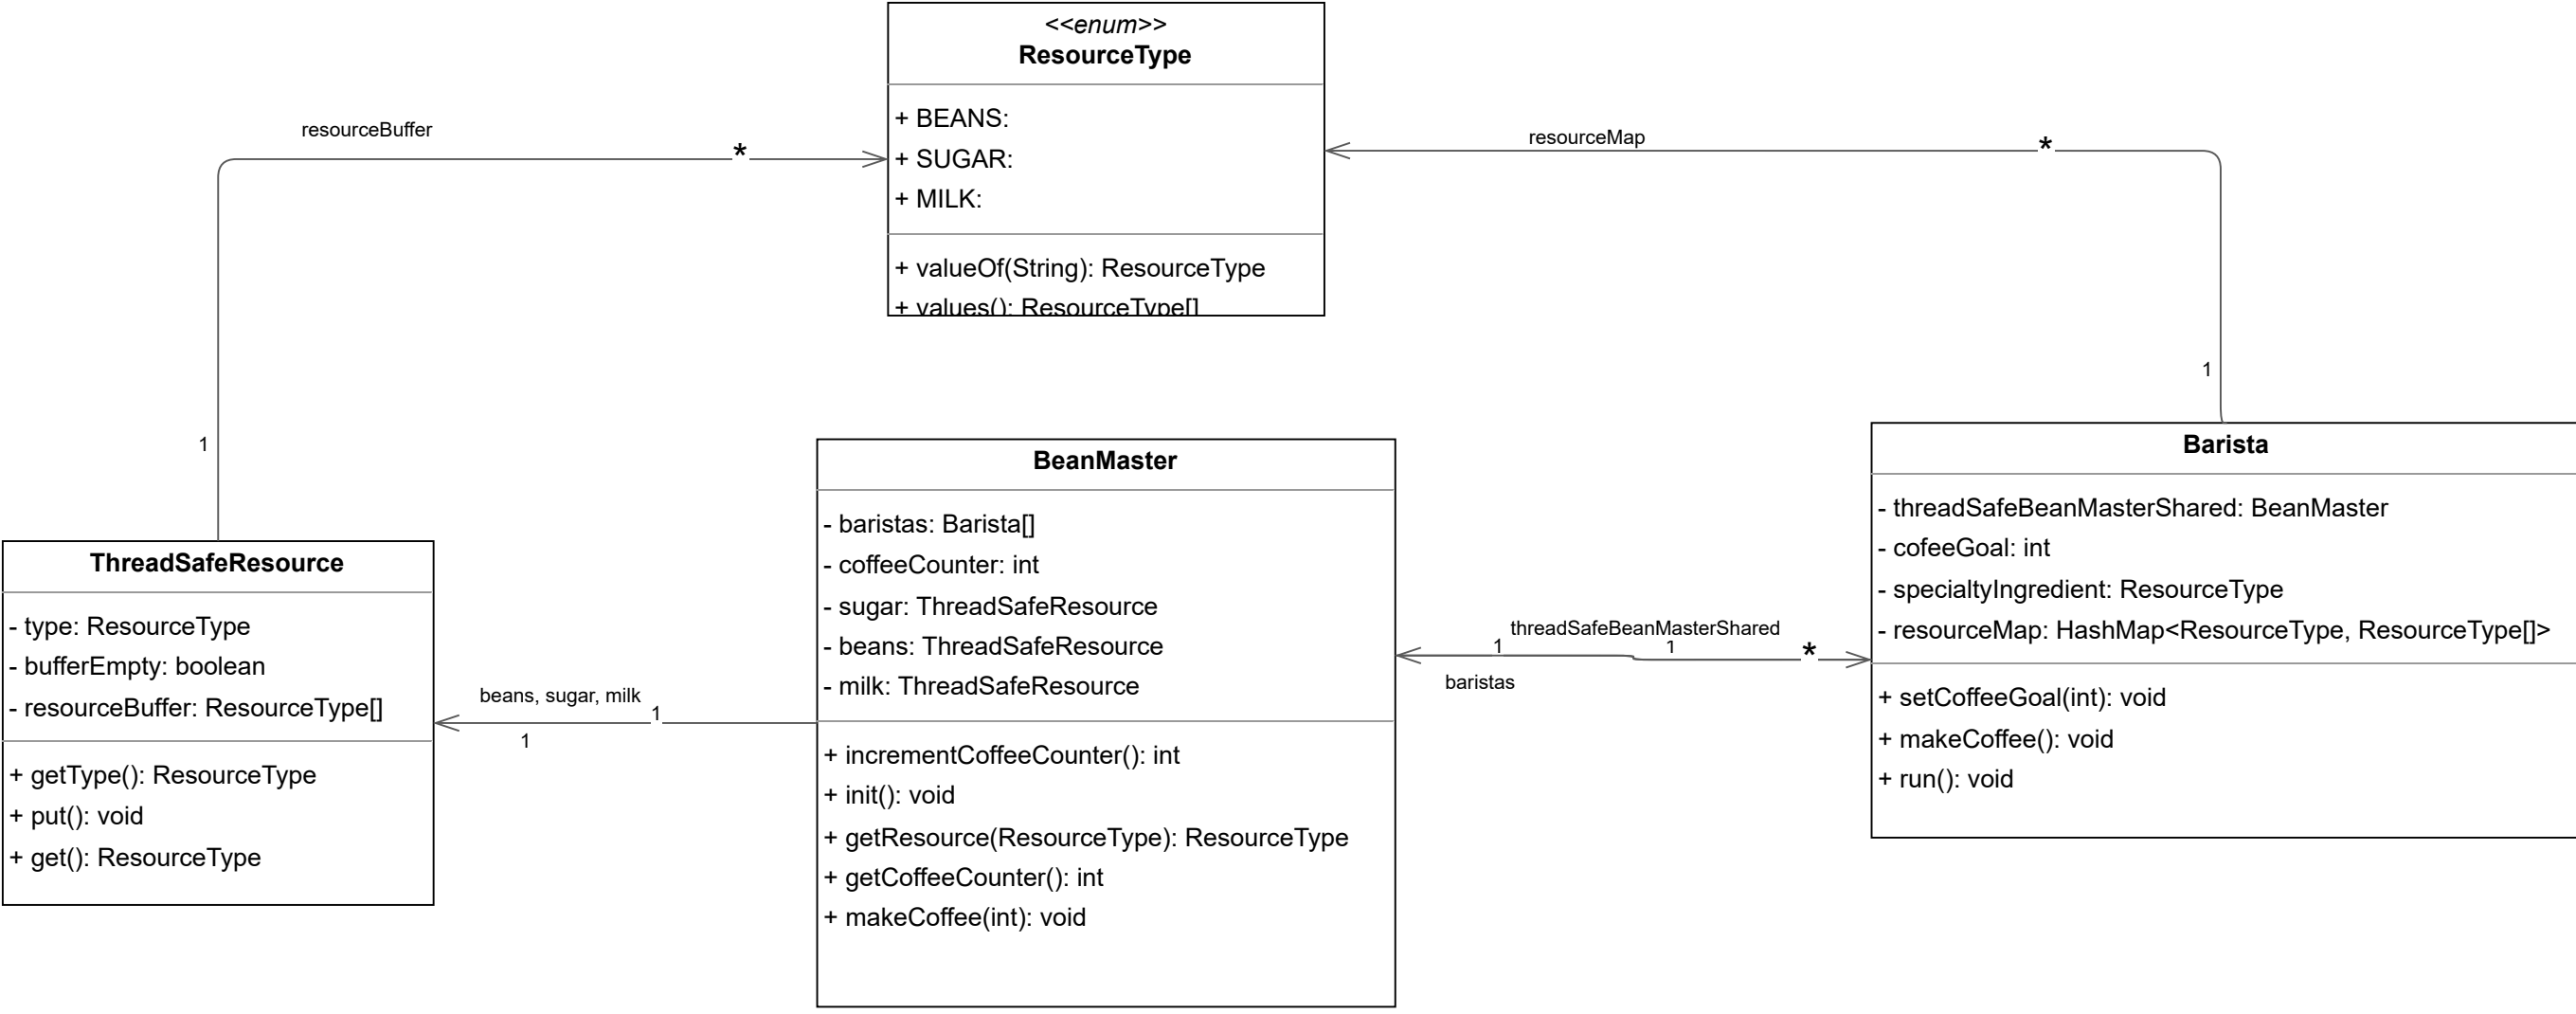 <<enum>>
ResourceType
+ BEANS:
+ SUGAR:
+ MILK:
+ valueOf(String): ResourceType
+ values(): ResourceType[]
resourceBuffer
*
1
resourceMap
*
1
ThreadSafeResource
- type: ResourceType
- bufferEmpty: boolean
- resourceBuffer: ResourceType[]
+ getType(): ResourceType
+ put(): void
+ get(): ResourceType
beans, sugar, milk
1
1
BeanMaster
- baristas: Barista[]
- coffeeCounter: int
- sugar: ThreadSafeResource
- beans: ThreadSafeResource
- milk: ThreadSafeResource
+ incrementCoffeeCounter(): int
+ init(): void
+ getResource(ResourceType): ResourceType
+ getCoffeeCounter(): int
+ makeCoffee(int): void
threadSafeBeanMasterShared
1
1
*
baristas
Barista
- threadSafeBeanMasterShared: BeanMaster
- cofeeGoal: int
- specialtyIngredient: ResourceType
- resourceMap: HashMap<ResourceType, ResourceType[]>
+ setCoffeeGoal(int): void
+ makeCoffee(): void
+ run(): void